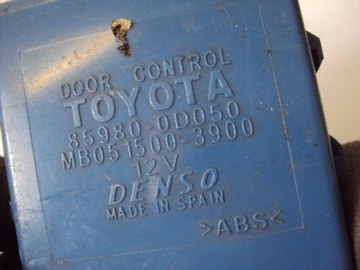 DOOR CONTROL
TOYOTA
85980-0D050
MB051500-3900
12V
DENSO
MADE IN SPAIN
>ABS<